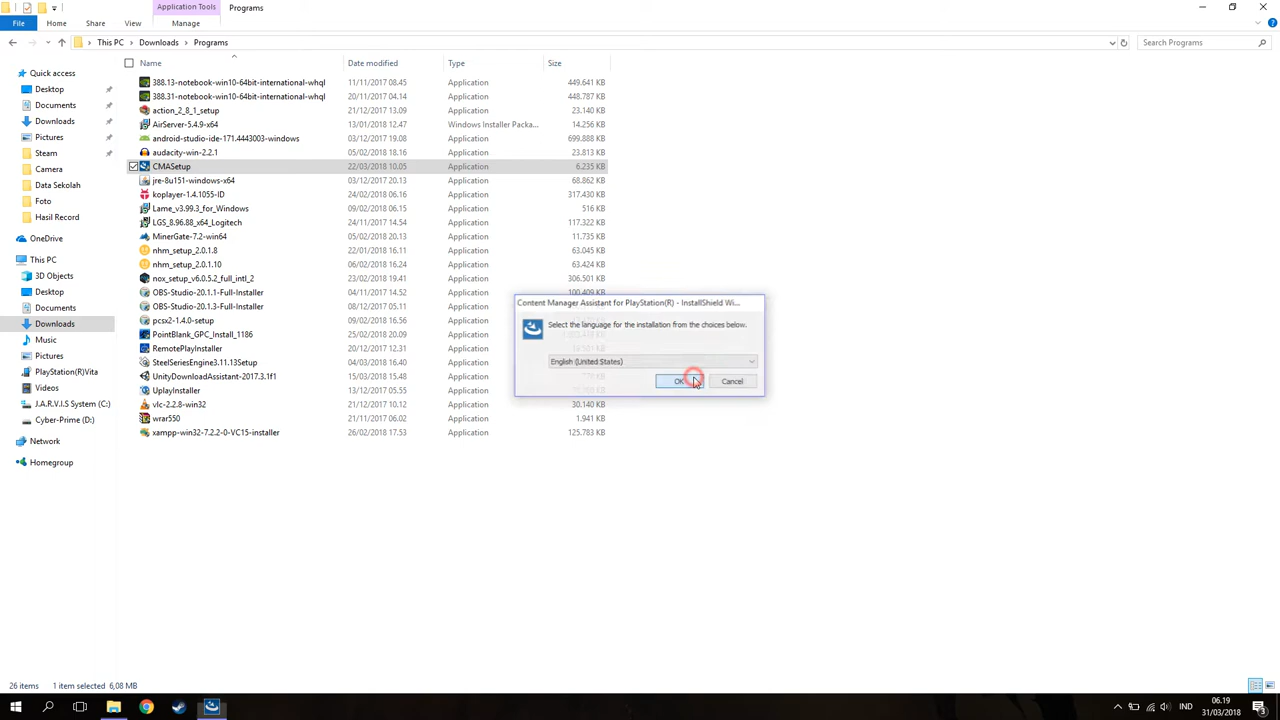 Application Tools
Programs
File
Home
Share
View
Manage
This PC > Downloads > Programs
Search Programs
Name
Date modified
Type
Size
Quick access
Desktop
Documents
Downloads
Pictures
Steam
Camera
Data Sekolah
Foto
Hasil Record
OneDrive
This PC
3D Objects
Desktop
Documents
Downloads
Music
Pictures
PlayStation(R)Vita
Videos
J.A.R.V.I.S System (C:)
Cyber-Prime (D:)
Network
Homegroup
388.13-notebook-win10-64bit-international-whql 11/11/2017 08.45 Application 449.641 KB
388.31-notebook-win10-64bit-international-whql 20/11/2017 04.14 Application 448.787 KB
action_2_8_1_setup 21/12/2017 13.09 Application 23.140 KB
AirServer-5.4.9-x64 13/01/2018 12.47 Windows Installer Packa... 14.256 KB
android-studio-ide-171.4443003-windows 03/12/2017 19.08 Application 699.888 KB
audacity-win-2.2.1 22/12/2017 06.38 Application 23.813 KB
CMASetup 22/03/2018 10.05 Application 6.235 KB
jre-8u151-windows-x64 03/12/2017 20.13 Application 68.862 KB
koplayer-1.4.1055-ID 24/02/2018 06.16 Application 317.430 KB
Lame_v3.99.3_for_Windows 22/12/2017 06.45 Application 516 KB
LGS_8.96.88_x64_Logitech 24/11/2017 14.54 Application 117.322 KB
MinerGate-7.2-win64 05/02/2018 20.13 Application
nhm_setup_2.0.1.8 22/01/2018 16.11 Application 63.045 KB
nhm_setup_2.0.1.10 06/02/2018 16.24 Application 63.424 KB
nox_setup_v6.0.5.2_full_intl_2 23/02/2018 19.41 Application 306.501 KB
OBS-Studio-20.1.1-Full-Installer 04/11/2017 14.52 Application 100.409 KB
OBS-Studio-20.1.3-Full-Installer 08/12/2017 05.11 Application
pcsx2-1.4.0-setup 09/02/2018 16.56 Application
PointBlank_GPC_Install_1186 25/02/2018 20.09 Application
RemotePlayInstaller 20/12/2017 12.31 Application
SteelSeriesEngine3.11.13Setup 04/03/2018 16.40 Application
UnityDownloadAssistant-2017.3.1f1 15/03/2018 15.48 Application
UplayInstaller 13/12/2017 05.55 Application
vlc-2.2.8-win32 21/12/2017 06.42 Application 30.140 KB
wrar550 21/11/2017 06.02 Application 1.941 KB
xampp-win32-7.2.2-0-VC15-installer 26/02/2018 17.53 Application 125.783 KB
Content Manager Assistant for PlayStation(R) - InstallShield Wi...
Select the language for the installation from the choices below.
English (United States)
OK
Cancel
26 items
1 item selected 6,08 MB
IND
06.19
31/03/2018
3